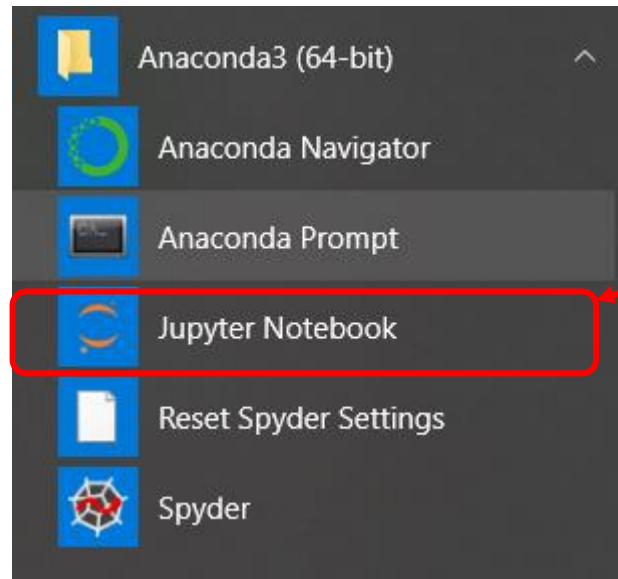 Anaconda3 (64-bit)
Anaconda Navigator
Anaconda Prompt
Jupyter Notebook
Reset Spyder Settings
Spyder